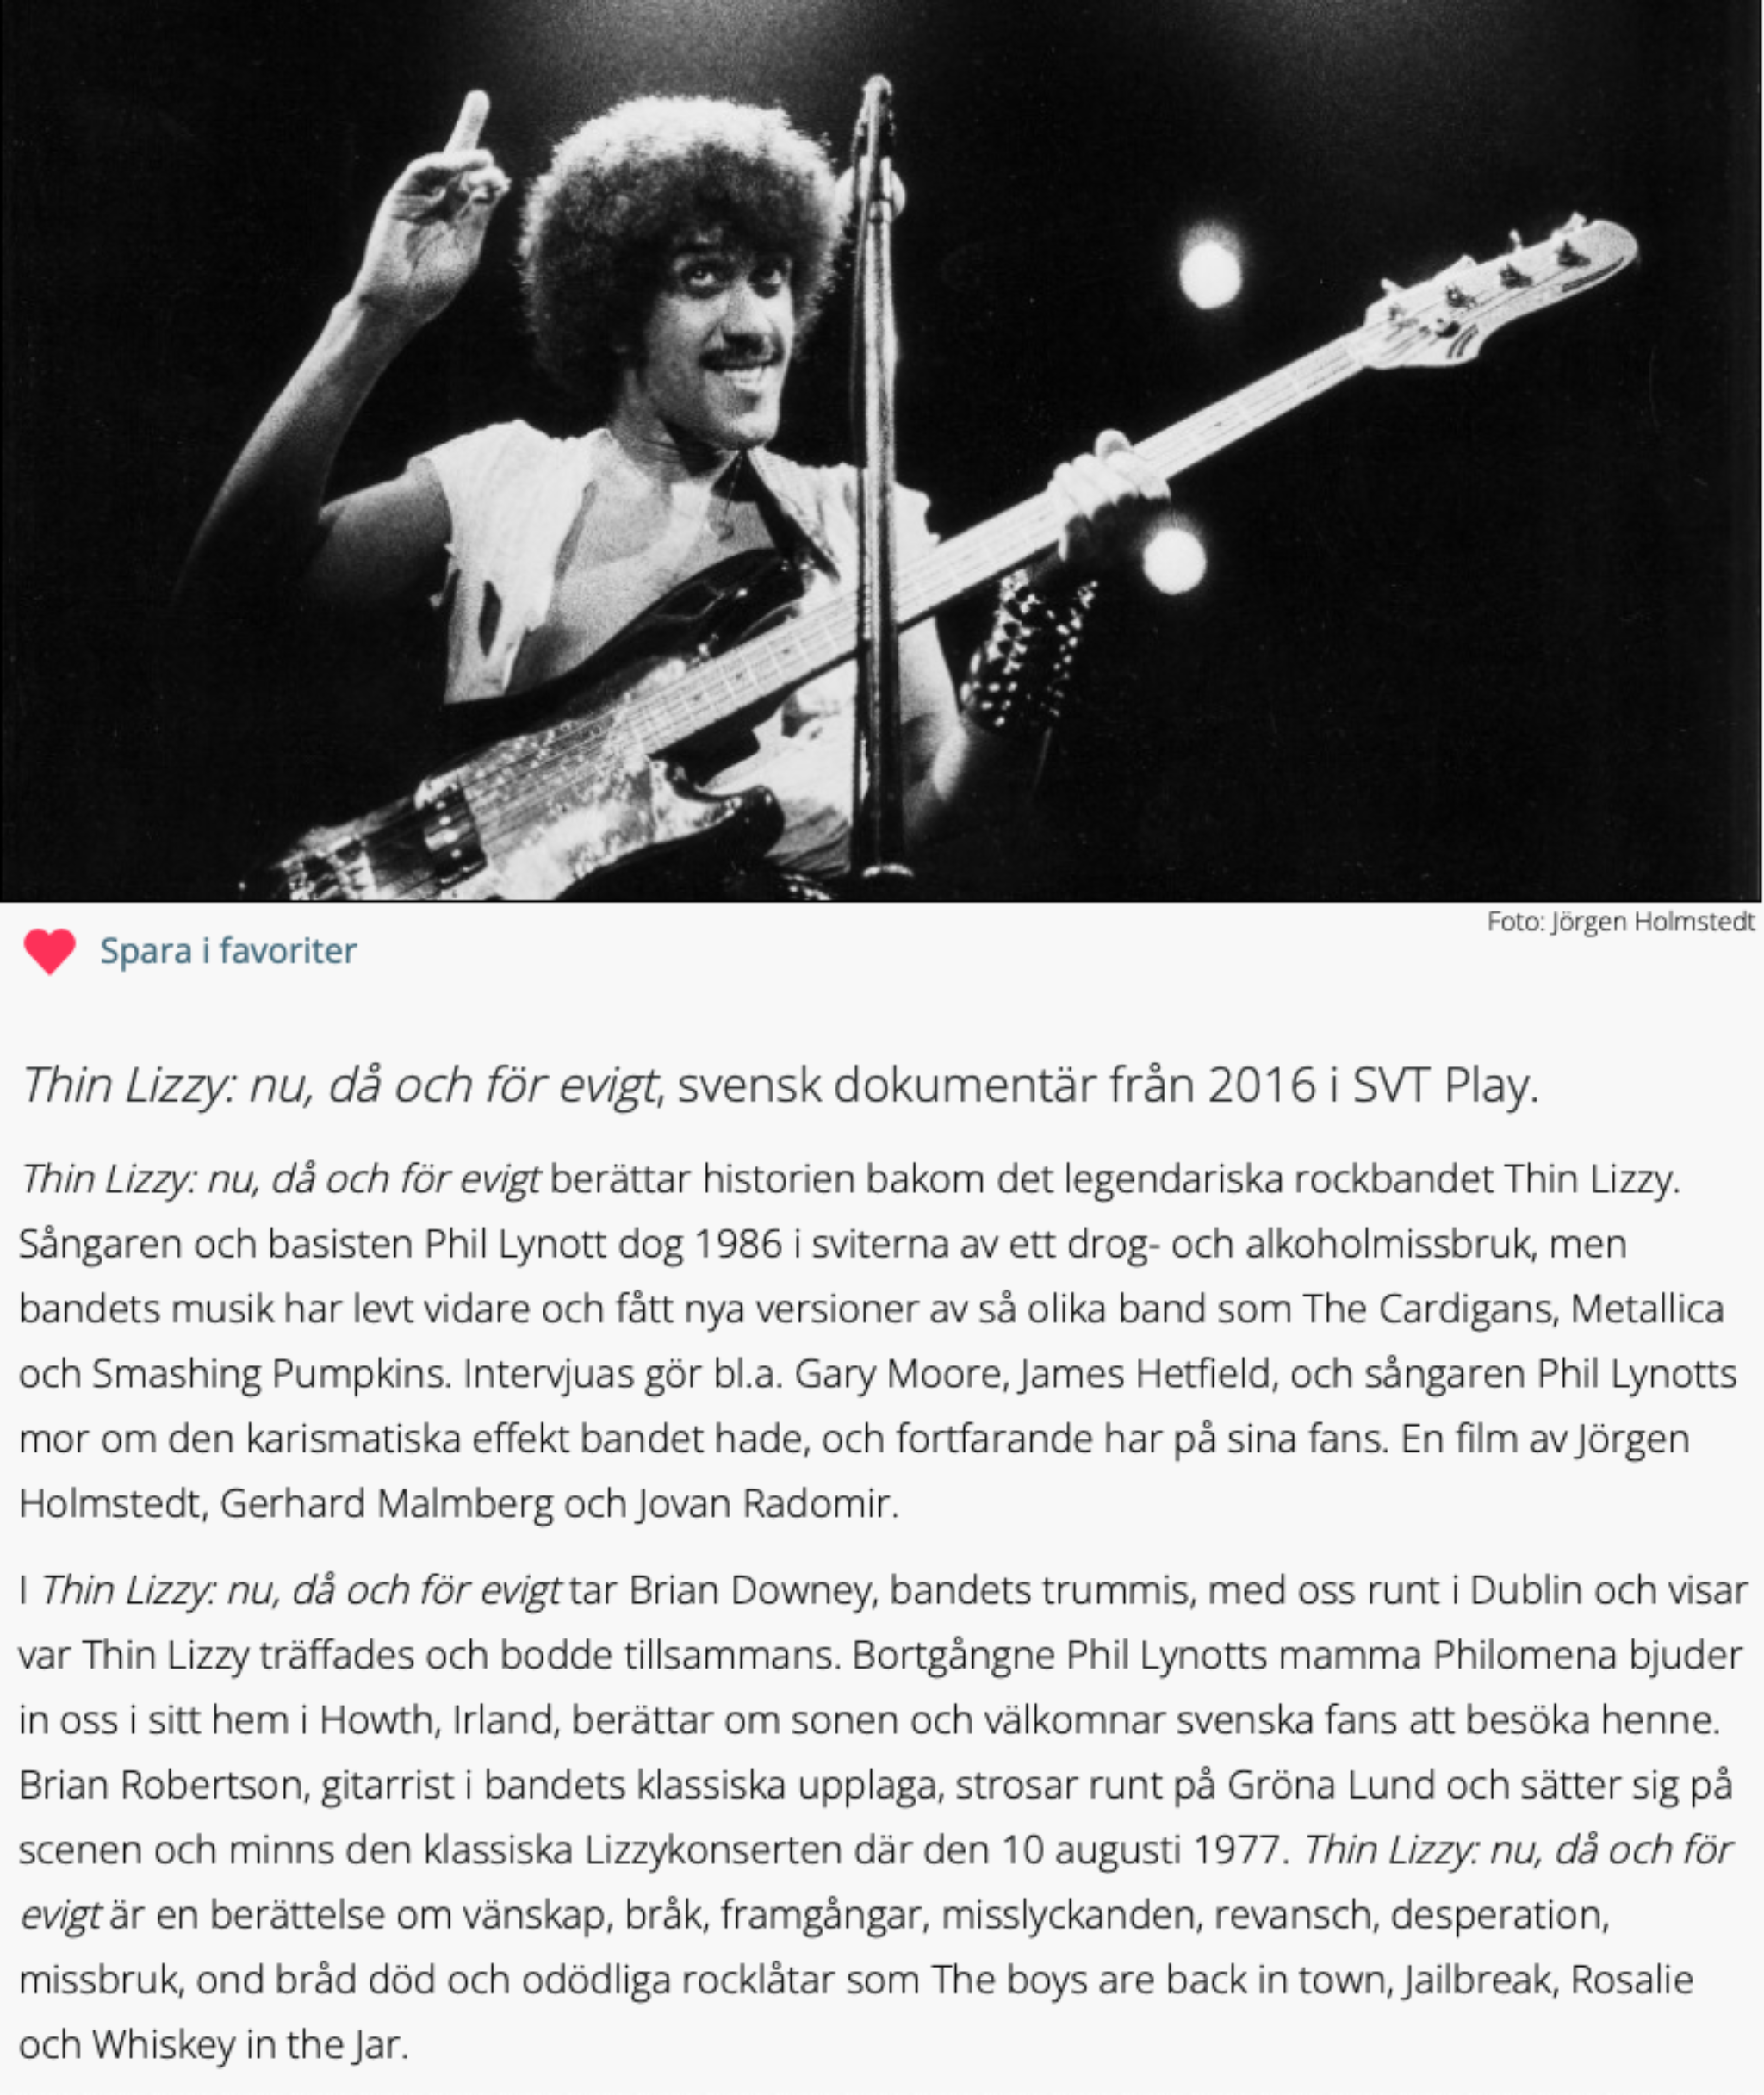 Foto: Jörgen Holmstedt
Spara i favoriter
Thin Lizzy: nu, då och för evigt, svensk dokumentär från 2016 i SVT Play.
Thin Lizzy: nu, då och för evigt berättar historien bakom det legendariska rockbandet Thin Lizzy.
Sångaren och basisten Phil Lynott dog 1986 i sviterna av ett drog- och alkoholmissbruk, men
bandets musik har levt vidare och fått nya versioner av så olika band som The Cardigans, Metallica
och Smashing Pumpkins. Intervjuas gör bl.a. Gary Moore, James Hetfield, och sångaren Phil Lynotts
mor om den karismatiska effekt bandet hade, och fortfarande har på sina fans. En film av Jörgen
Holmstedt, Gerhard Malmberg och Jovan Radomir.
I Thin Lizzy: nu, då och för evigt tar Brian Downey, bandets trummis, med oss runt i Dublin och visar
var Thin Lizzy träffades och bodde tillsammans. Bortgångne Phil Lynotts mamma Philomena bjuder
in oss i sitt hem i Howth, Irland, berättar om sonen och välkomnar svenska fans att besöka henne.
Brian Robertson, gitarrist i bandets klassiska upplaga, strosar runt på Gröna Lund och sätter sig på
scenen och minns den klassiska Lizzykonserten där den 10 augusti 1977. Thin Lizzy: nu, då och för
evigt är en berättelse om vänskap, bråk, framgångar, misslyckanden, revansch, desperation,
missbruk, ond bråd död och odödliga rocklåtar som The boys are back in town, Jailbreak, Rosalie
och Whiskey in the Jar.